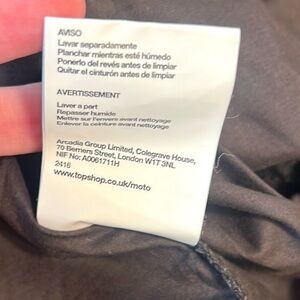 AVISO
Lavar separadamente
Planchar mientras esté húmedo
Ponerlo del revés antes de limpiar
Quitar el cinturón antes de limpiar
AVERTISSEMENT
Laver a part
Repasser humide
Mettre sur l'envers avant nettoyage
Enlever la ceinture avant nettoyage
Arcadia Group Limited, Colegrave House,
70 Berners Street, London W1T 3NL
NIF No: A0061711H
2416
www.topshop.co.uk/moto